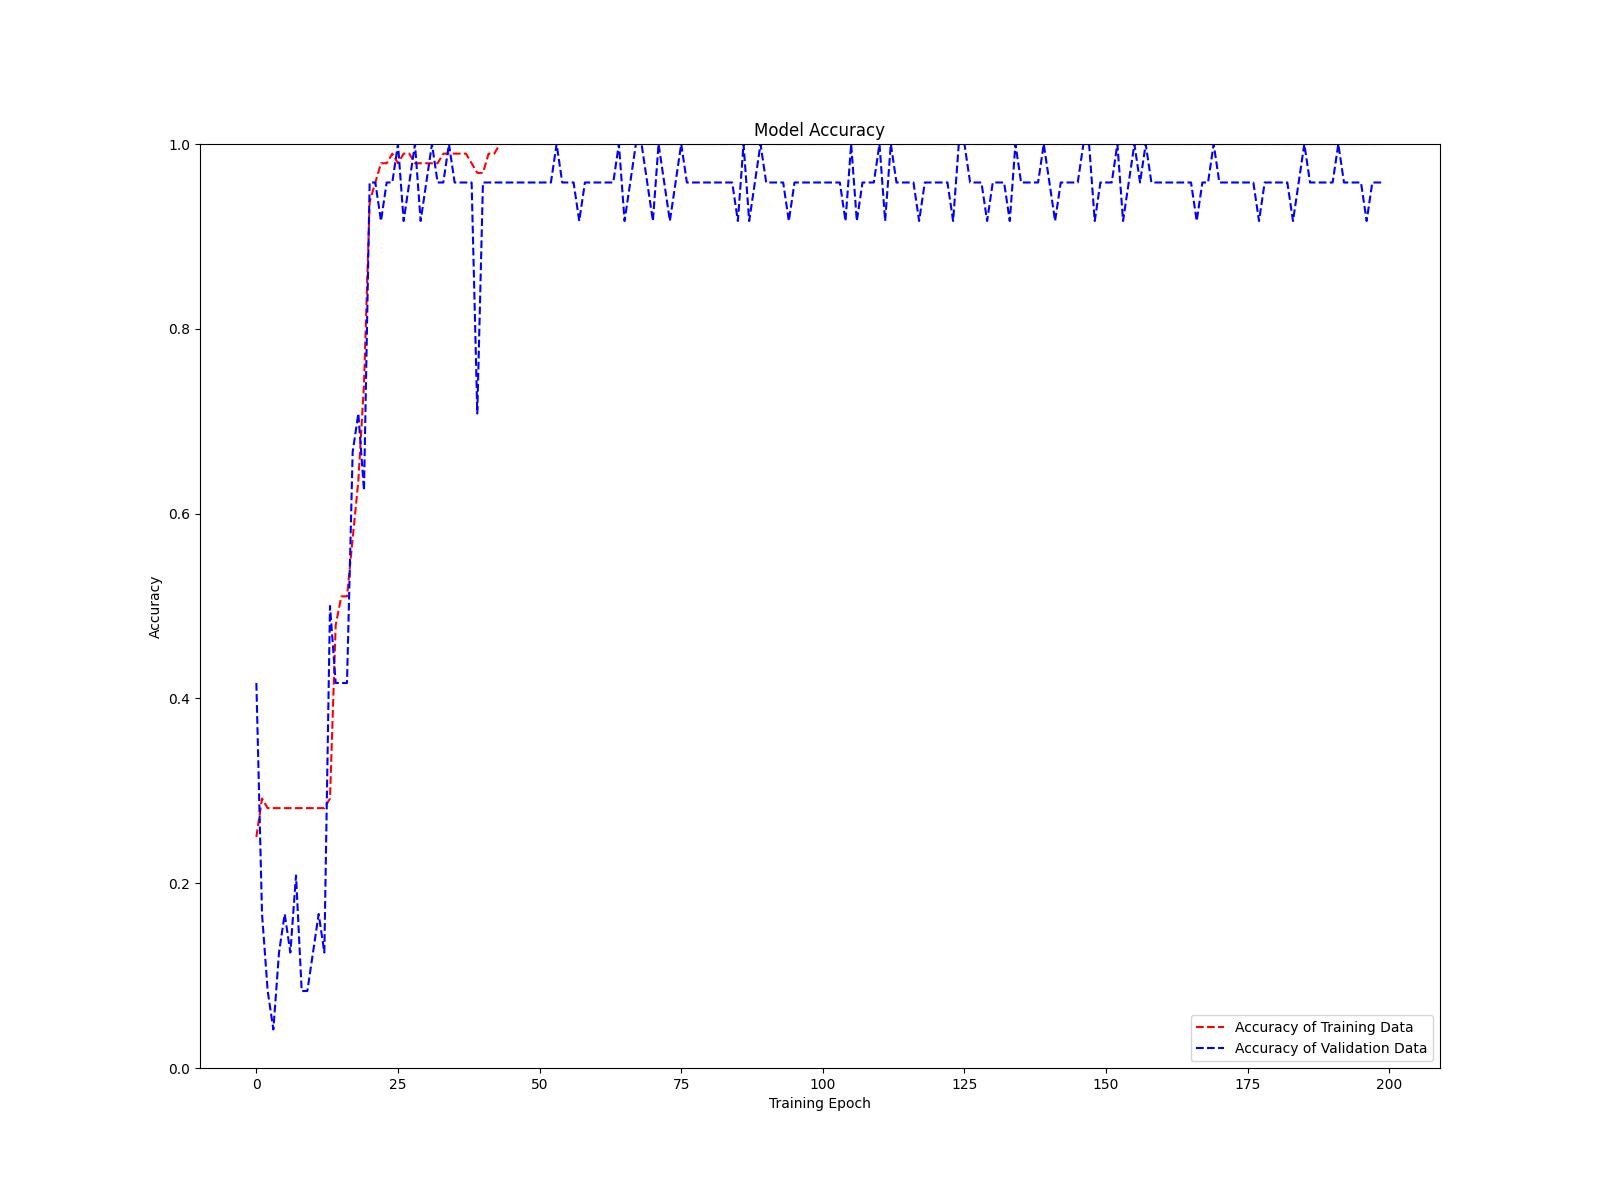 Model Accuracy
1.0
0.8
0.6
0.4
0.2
0.0
Accuracy
0 25 50 75 100 125 150 175 200
Training Epoch
Accuracy of Training Data
Accuracy of Validation Data